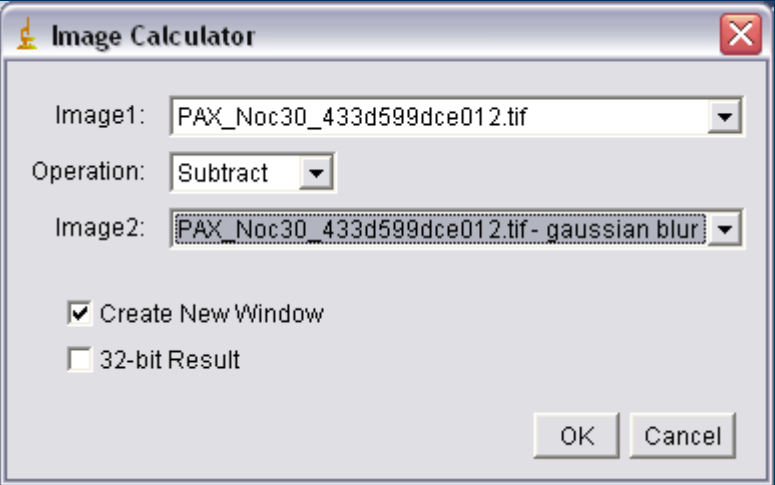 Image Calculator
Image1: PAX_Noc30_433d599dce012.tif
Operation: Subtract
Image2: PAX_Noc30_433d599dce012.tif - gaussian blur
Create New Window
32-bit Result
OK Cancel